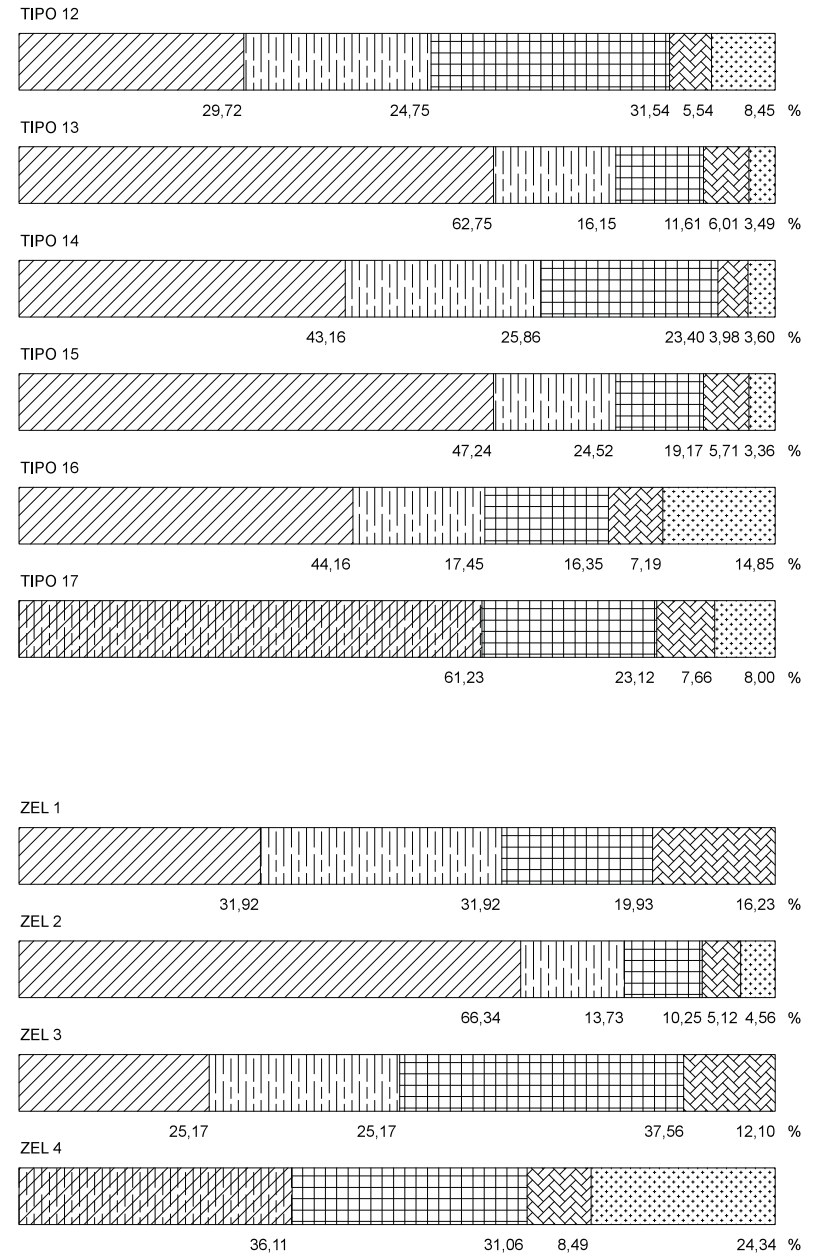 TIPO 12
29,72 24,75 31,54 5,54 8,45 %
TIPO 13
62,75 16,15 11,61 6,01 3,49 %
TIPO 14
43,16 25,86 23,40 3,98 3,60 %
TIPO 15
47,24 24,52 19,17 5,71 3,36 %
TIPO 16
44,16 17,45 16,35 7,19 14,85 %
TIPO 17
61,23 23,12 7,66 8,00 %
ZEL 1
31,92 31,92 19,93 16,23 %
ZEL 2
66,34 13,73 10,25 5,12 4,56 %
ZEL 3
25,17 25,17 37,56 12,10 %
ZEL 4
36,11 31,06 8,49 24,34 %